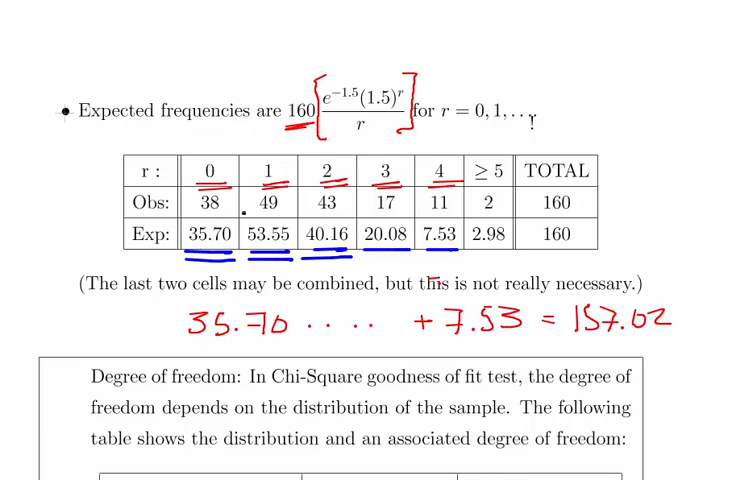 • Expected frequencies are 160 [ e^{−1.5}(1.5)^r / r ] for r = 0, 1, . . .
r : 0 1 2 3 4 ≥ 5 TOTAL
Obs: 38 49 43 17 11 2 160
Exp: 35.70 53.55 40.16 20.08 7.53 2.98 160
(The last two cells may be combined, but this is not really necessary.)
35.70 . . . . + 7.53 = 157.02
Degree of freedom: In Chi-Square goodness of fit test, the degree of
freedom depends on the distribution of the sample. The following
table shows the distribution and an associated degree of freedom: